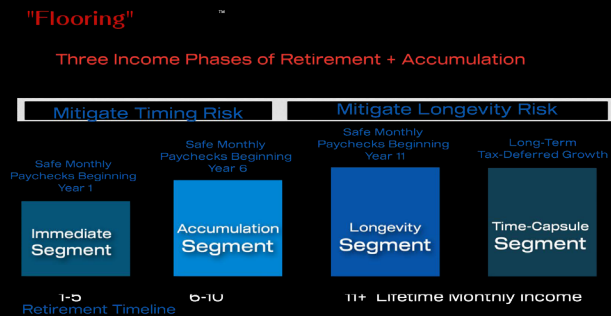 "Flooring" ™
Three Income Phases of Retirement + Accumulation
Mitigate Timing Risk
Mitigate Longevity Risk
Safe Monthly
Paychecks Beginning
Year 1
Safe Monthly
Paychecks Beginning
Year 6
Safe Monthly
Paychecks Beginning
Year 11
Long-Term
Tax-Deferred Growth
Immediate
Segment
Accumulation
Segment
Longevity
Segment
Time-Capsule
Segment
1-5
6-10
11+ Lifetime Monthly Income
Retirement Timeline